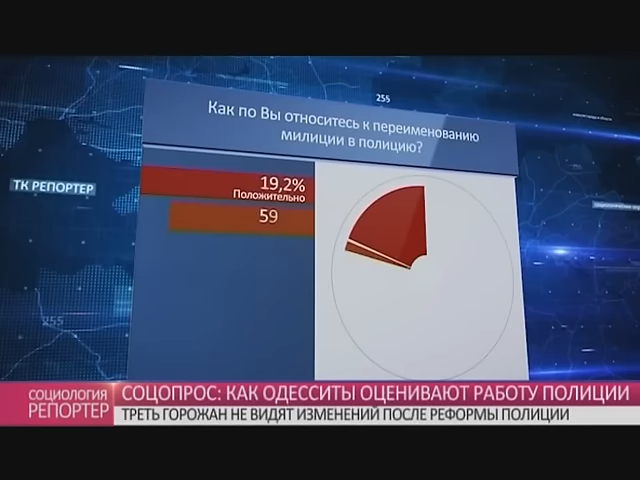 255
Как по Вы относитесь к переименованию
милиции в полицию?
ТК РЕПОРТЕР
19,2%
Положительно
59
255
СОЦИОЛОГИЯ
РЕПОРТЕР
СОЦОПРОС: КАК ОДЕССИТЫ ОЦЕНИВАЮТ РАБОТУ ПОЛИЦИИ
ТРЕТЬ ГОРОЖАН НЕ ВИДЯТ ИЗМЕНЕНИЙ ПОСЛЕ РЕФОРМЫ ПОЛИЦИИ